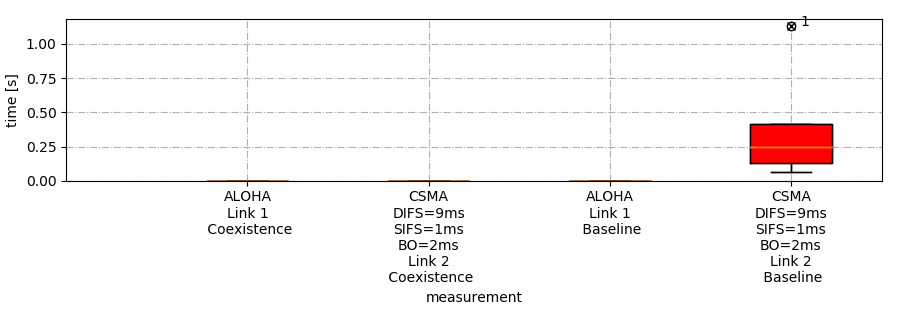 1
1.00
0.75
0.50
0.25
0.00
time [s]
ALOHA
Link 1
Coexistence
CSMA
DIFS=9ms
SIFS=1ms
BO=2ms
Link 2
Coexistence
ALOHA
Link 1
Baseline
CSMA
DIFS=9ms
SIFS=1ms
BO=2ms
Link 2
Baseline
measurement